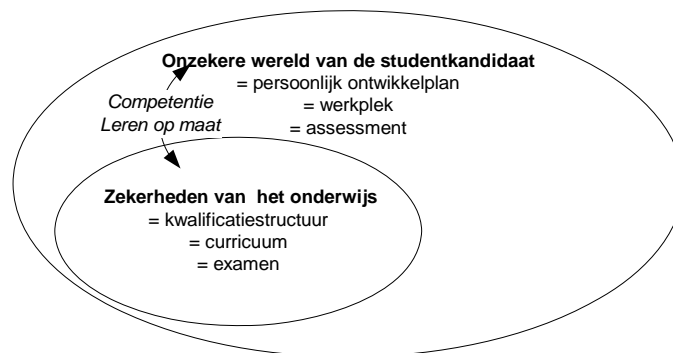 Onzekere wereld van de studentkandidaat
= persoonlijk ontwikkelplan
= werkplek
= assessment
Competentie
Leren op maat
Zekerheden van het onderwijs
= kwalificatiestructuur
= curricuum
= examen